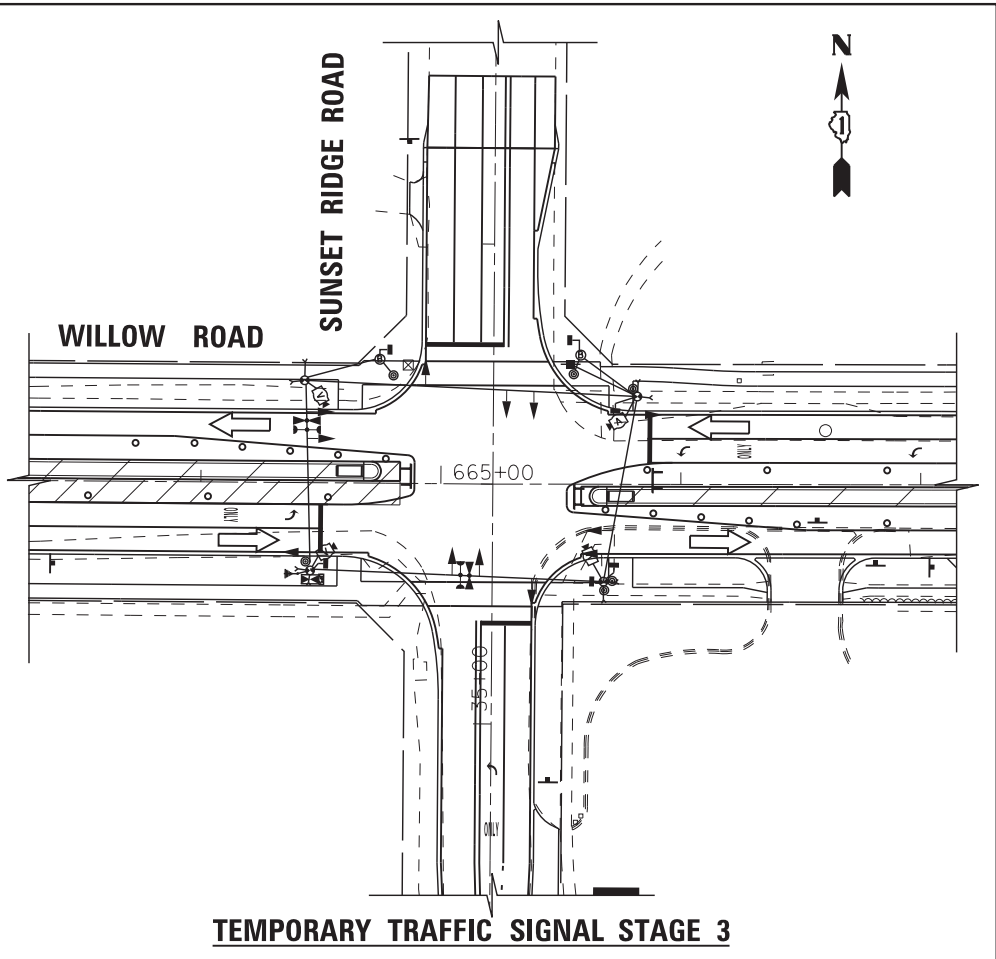 N
1
SUNSET RIDGE ROAD
WILLOW ROAD
ONLY
665+00
ONLY
35+00
ONLY
TEMPORARY TRAFFIC SIGNAL STAGE 3